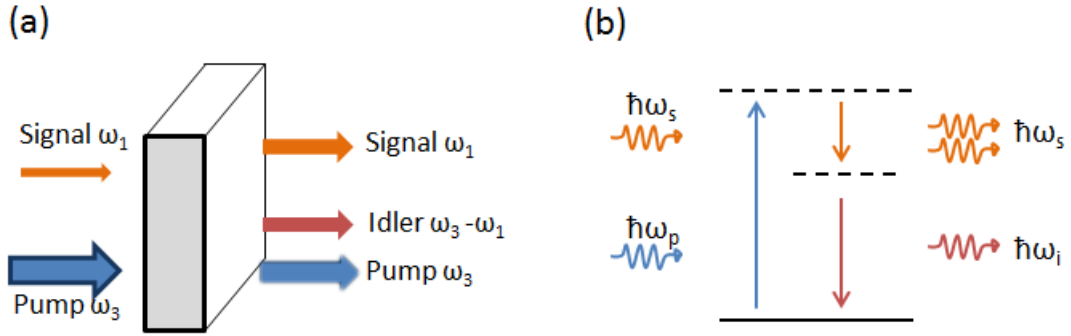 (a)
Signal ω₁
Pump ω₃
Signal ω₁
Idler ω₃ -ω₁
Pump ω₃
(b)
ħωₛ
ħωₚ
ħωₛ
ħωᵢ